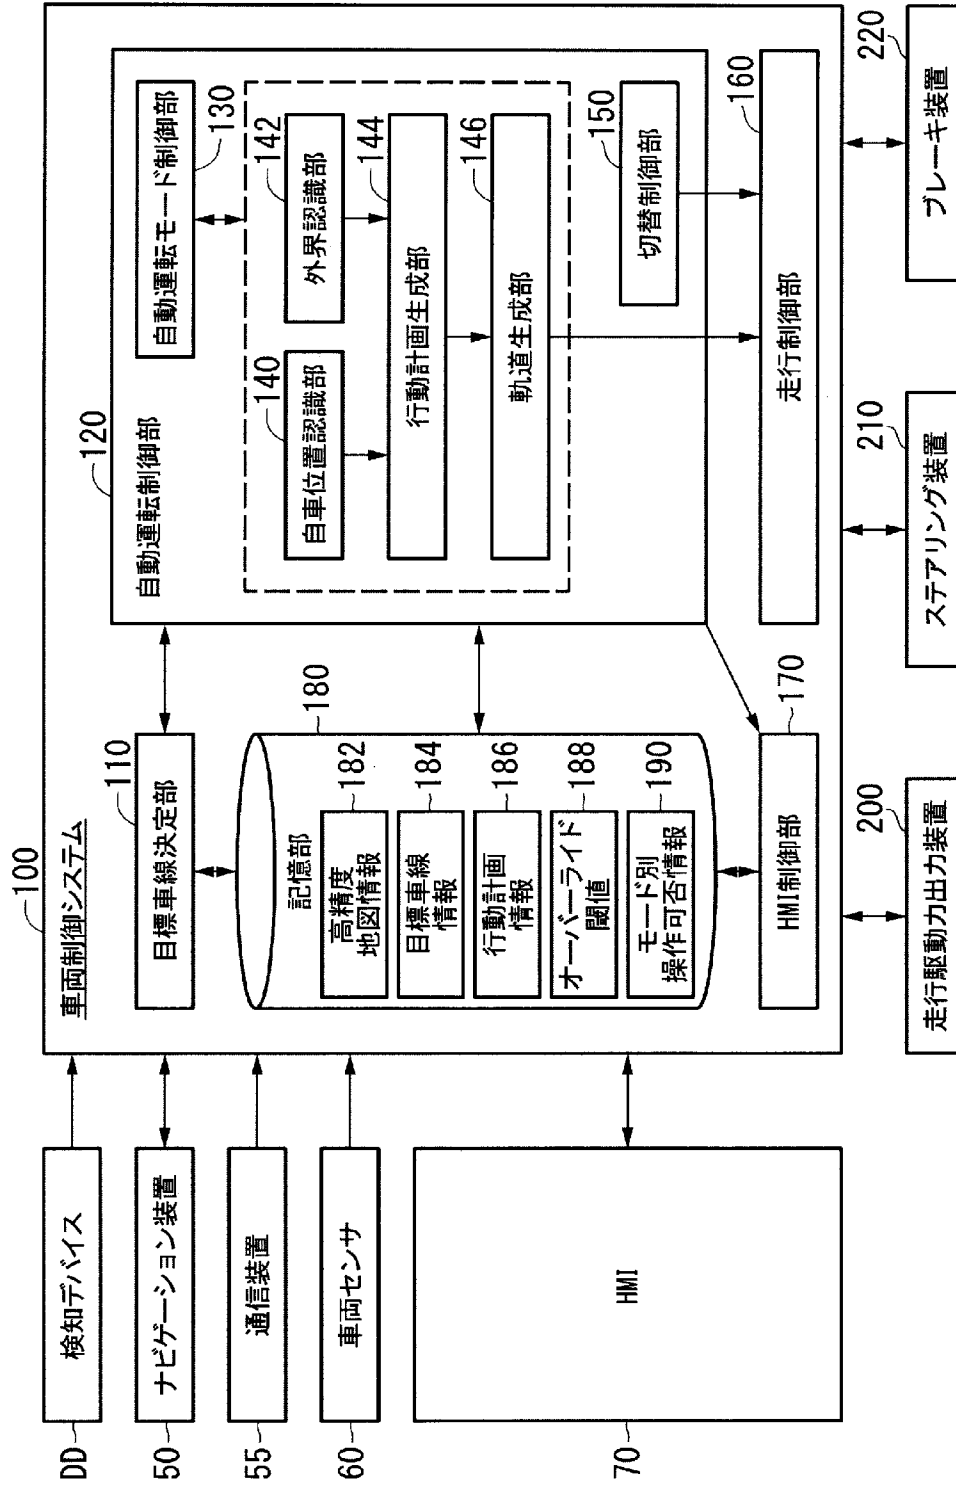 100
車両制御システム
DD
検知デバイス
50
ナビゲーション装置
55
通信装置
60
車両センサ
70
HMI
110
目標車線決定部
180
記憶部
182
高精度
地図情報
184
目標車線
情報
186
行動計画
情報
188
オーバーライド
閾値
190
モード別
操作可否情報
170
HMI制御部
120
自動運転制御部
130
自動運転モード制御部
140
自車位置認識部
142
外界認識部
144
行動計画生成部
146
軌道生成部
150
切替制御部
160
走行制御部
200
走行駆動力出力装置
210
ステアリング装置
220
ブレーキ装置